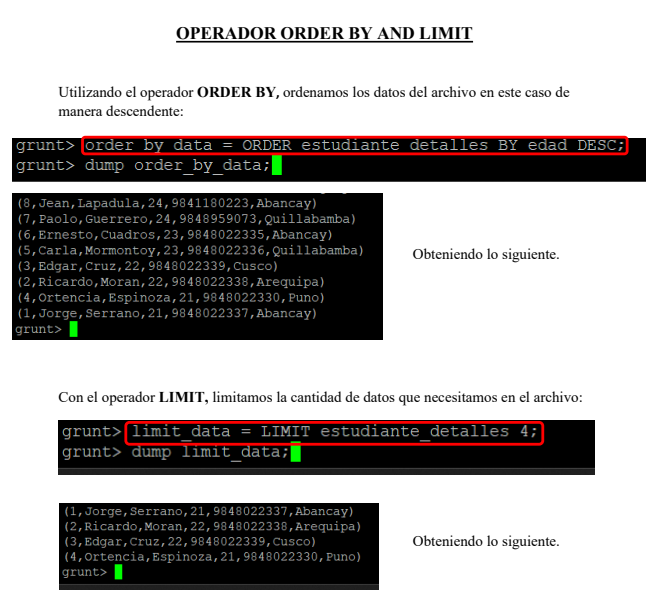 OPERADOR ORDER BY AND LIMIT
Utilizando el operador ORDER BY, ordenamos los datos del archivo en este caso de
manera descendente:
grunt> order_by_data = ORDER estudiante_detalles BY edad DESC;
grunt> dump order_by_data;
(8,Jean,Lapadula,24,9841180223,Abancay)
(7,Paolo,Guerrero,24,9848959073,Quillabamba)
(6,Ernesto,Cuadros,23,9848022335,Abancay)
(5,Carla,Mormontoy,23,9848022336,Quillabamba)
(3,Edgar,Cruz,22,9848022339,Cusco)
(2,Ricardo,Moran,22,9848022338,Arequipa)
(4,Ortencia,Espinoza,21,9848022330,Puno)
(1,Jorge,Serrano,21,9848022337,Abancay)
grunt>
Obteniendo lo siguiente.
Con el operador LIMIT, limitamos la cantidad de datos que necesitamos en el archivo:
grunt> limit_data = LIMIT estudiante_detalles 4;
grunt> dump limit_data;
(1,Jorge,Serrano,21,9848022337,Abancay)
(2,Ricardo,Moran,22,9848022338,Arequipa)
(3,Edgar,Cruz,22,9848022339,Cusco)
(4,Ortencia,Espinoza,21,9848022330,Puno)
grunt>
Obteniendo lo siguiente.